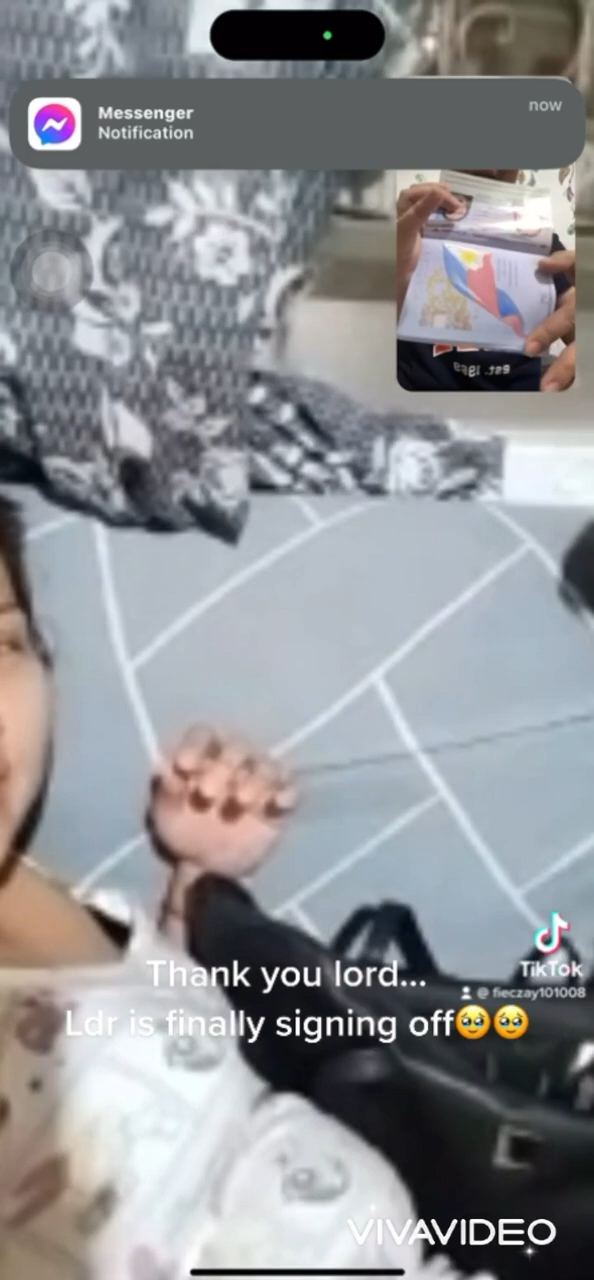 Messenger
now
Notification
Thank you lord...
Ldr is finally signing off🥹🥹
TikTok
@ fieczay101008
VIVAVIDEO